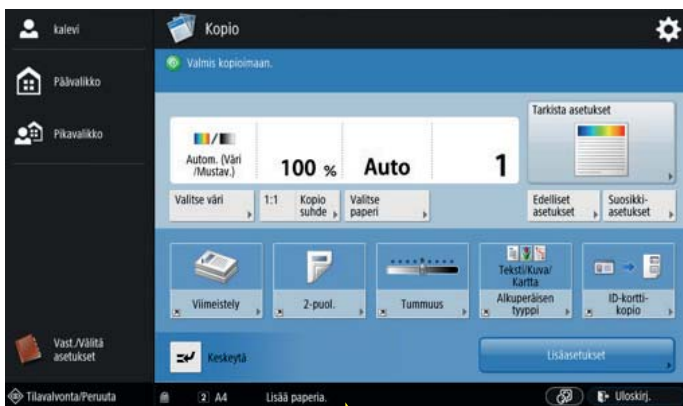 kalevi
Kopio
Valmis kopioimaan.
Päävalikko
Pikavalikko
Tarkista asetukset
Autom. (Väri
/Mustav.)
100 %
Auto
1
Valitse väri
1:1
Kopio
suhde
Valitse
paperi
Edelliset
asetukset
Suosikki-
asetukset
Teksti/Kuva/
Kartta
Viimeistely
2-puol.
Tummuus
Alkuperäisen
tyyppi
ID-kortti-
kopio
Vast./Välitä
asetukset
Keskeytä
Lisäasetukset
Tilavalvonta/Peruuta
2 A4
Lisää paperia.
Uloskirj.